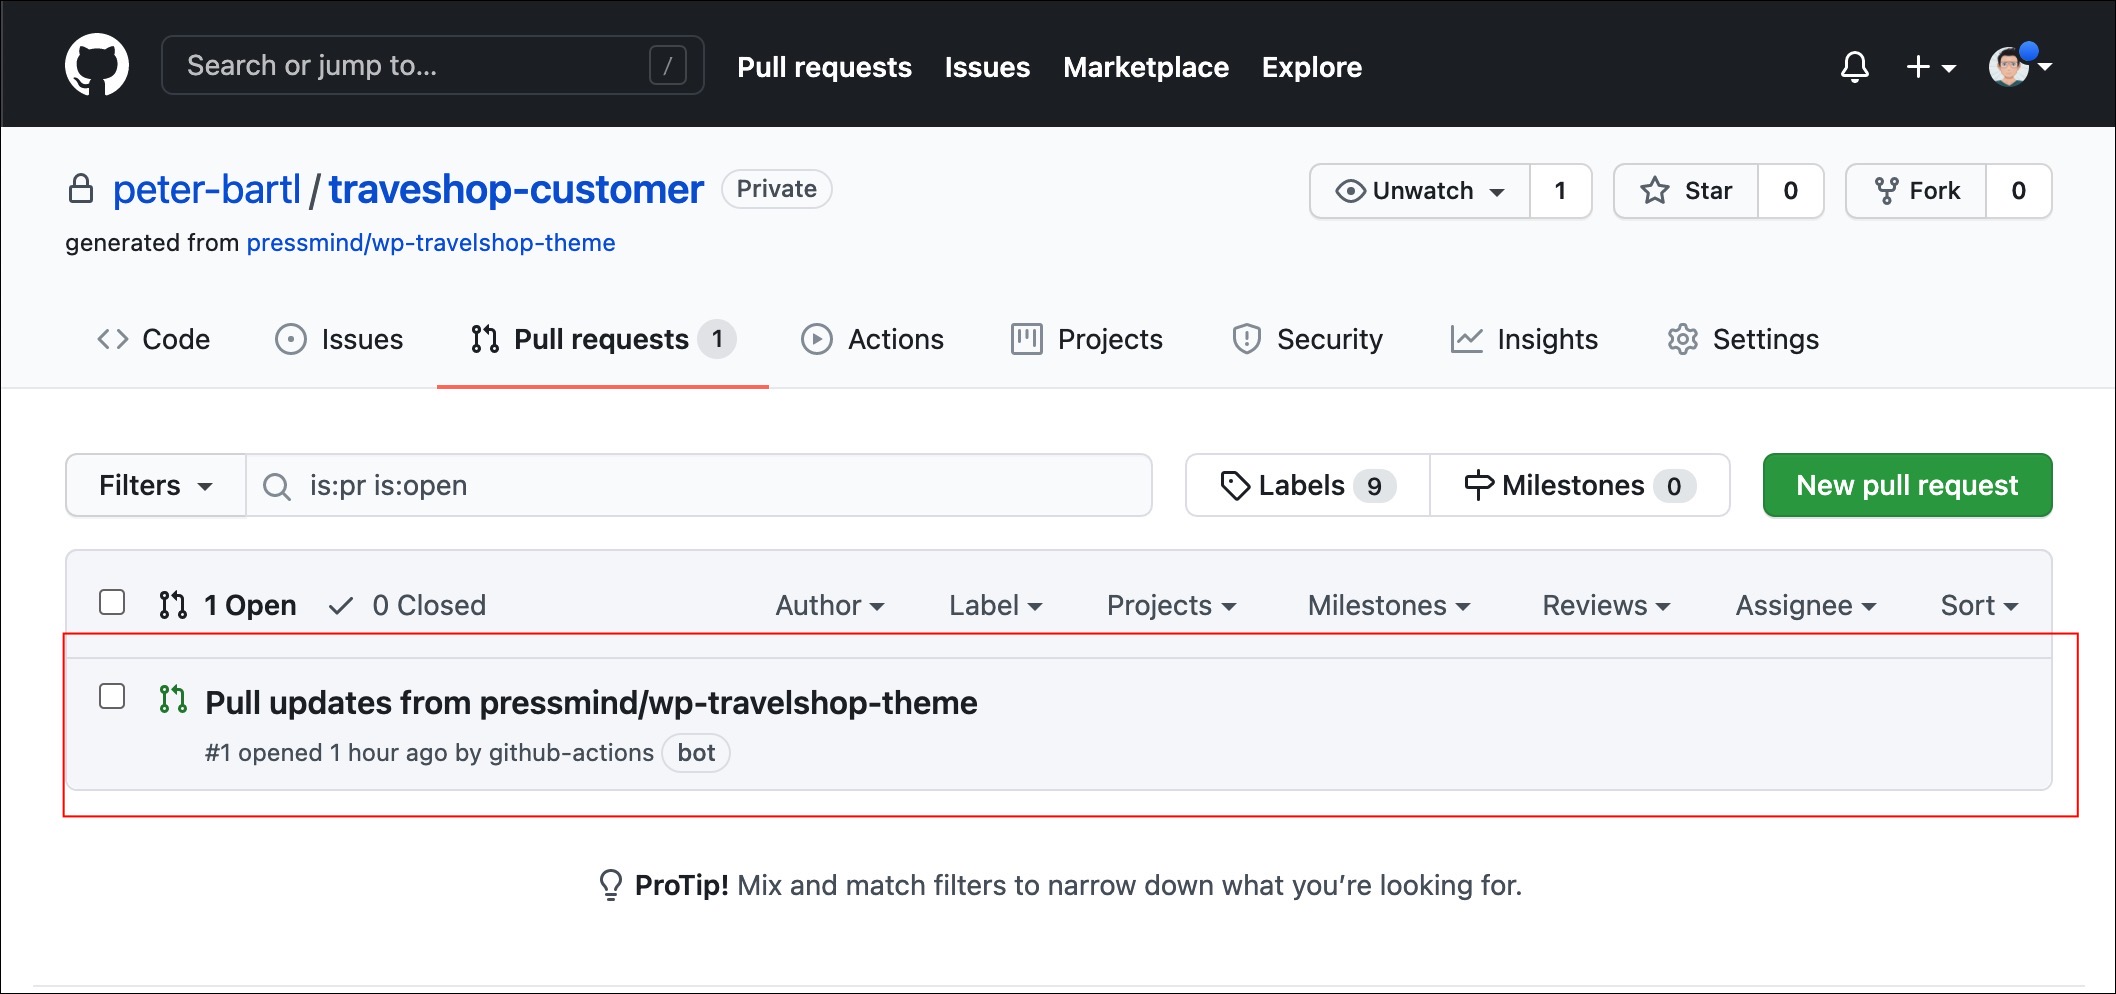 Search or jump to... / Pull requests Issues Marketplace Explore
peter-bartl / traveshop-customer Private Unwatch 1 Star 0 Fork 0
generated from pressmind/wp-travelshop-theme
Code Issues Pull requests 1 Actions Projects Security Insights Settings
Filters is:pr is:open Labels 9 Milestones 0 New pull request
1 Open 0 Closed Author Label Projects Milestones Reviews Assignee Sort
Pull updates from pressmind/wp-travelshop-theme
#1 opened 1 hour ago by github-actions bot
ProTip! Mix and match filters to narrow down what you’re looking for.